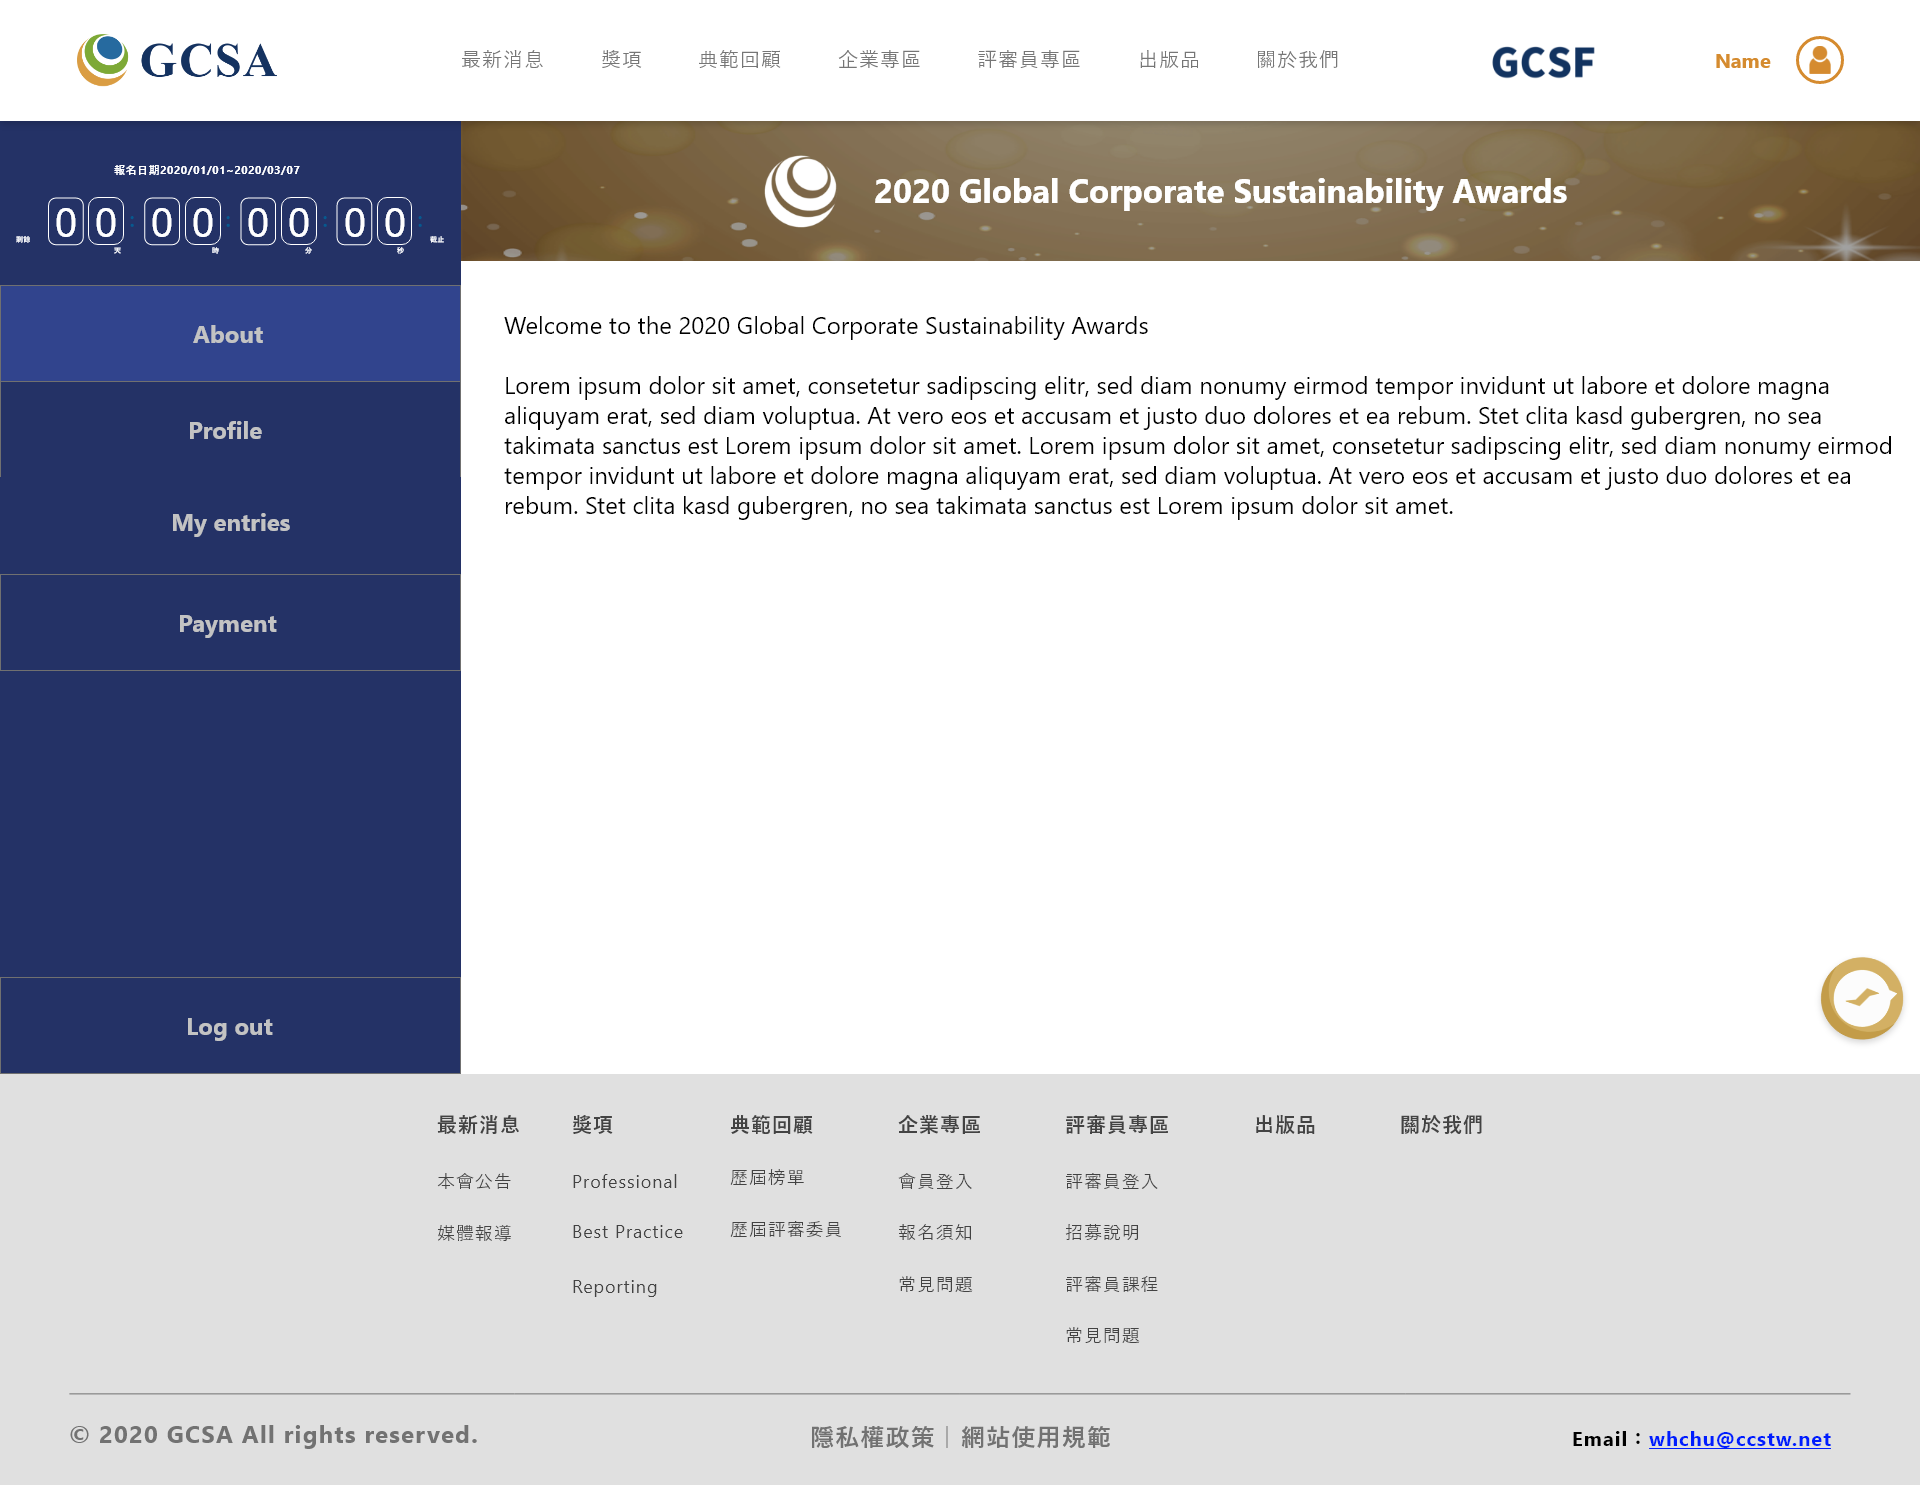 GCSA
最新消息 獎項 典範回顧 企業專區 評審員專區 出版品 關於我們
GCSF
Name
報名日期2020/01/01~2020/03/07
剩餘 00:00:00:00: 截止
天 時 分 秒
2020 Global Corporate Sustainability Awards
About
Profile
My entries
Payment
Log out
Welcome to the 2020 Global Corporate Sustainability Awards
Lorem ipsum dolor sit amet, consetetur sadipscing elitr, sed diam nonumy eirmod tempor invidunt ut labore et dolore magna
aliquyam erat, sed diam voluptua. At vero eos et accusam et justo duo dolores et ea rebum. Stet clita kasd gubergren, no sea
takimata sanctus est Lorem ipsum dolor sit amet. Lorem ipsum dolor sit amet, consetetur sadipscing elitr, sed diam nonumy eirmod
tempor invidunt ut labore et dolore magna aliquyam erat, sed diam voluptua. At vero eos et accusam et justo duo dolores et ea
rebum. Stet clita kasd gubergren, no sea takimata sanctus est Lorem ipsum dolor sit amet.
最新消息
本會公告
媒體報導
獎項
Professional
Best Practice
Reporting
典範回顧
歷屆榜單
歷屆評審委員
企業專區
會員登入
報名須知
常見問題
評審員專區
評審員登入
招募說明
評審員課程
常見問題
出版品
關於我們
© 2020 GCSA All rights reserved.
隱私權政策｜網站使用規範
Email：whchu@ccstw.net